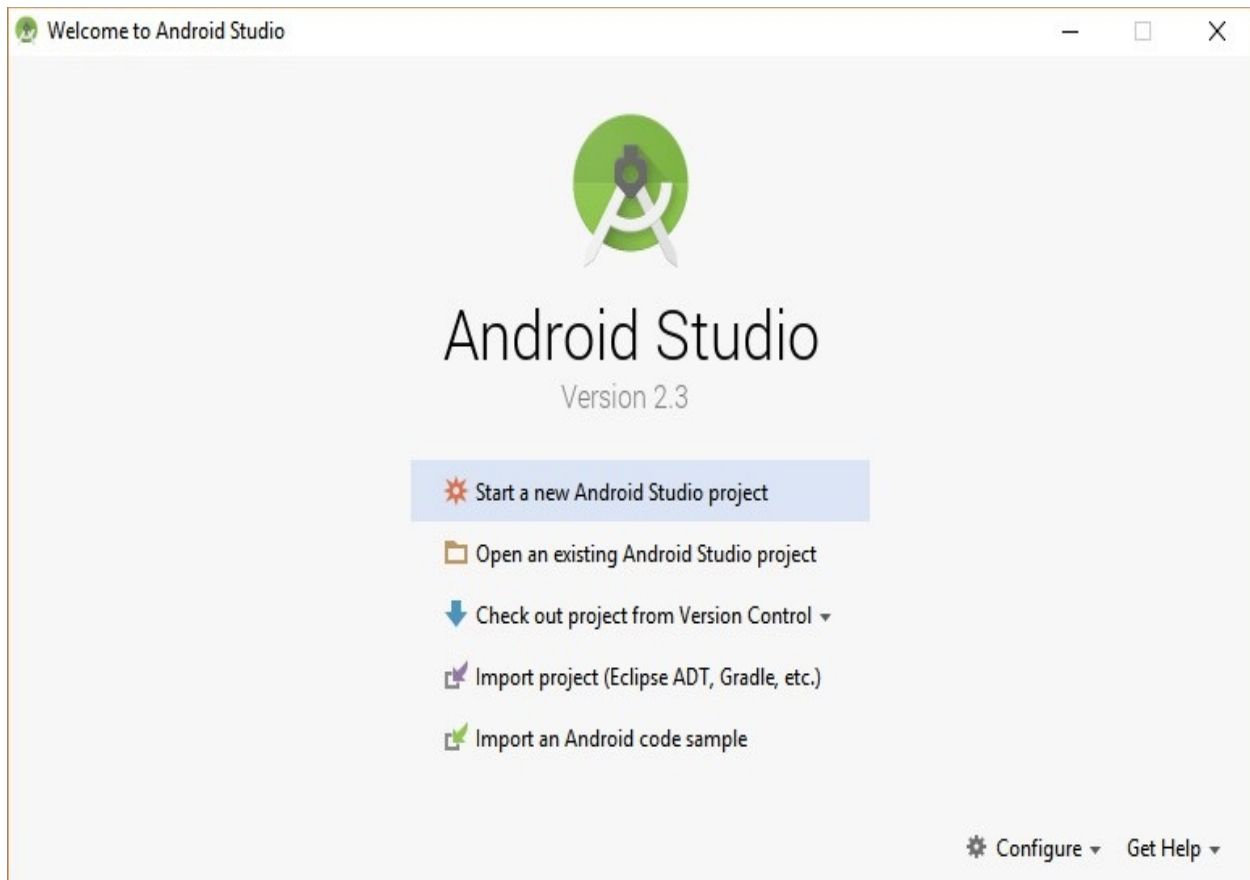 Welcome to Android Studio
Android Studio
Version 2.3
Start a new Android Studio project
Open an existing Android Studio project
Check out project from Version Control
Import project (Eclipse ADT, Gradle, etc.)
Import an Android code sample
Configure Get Help